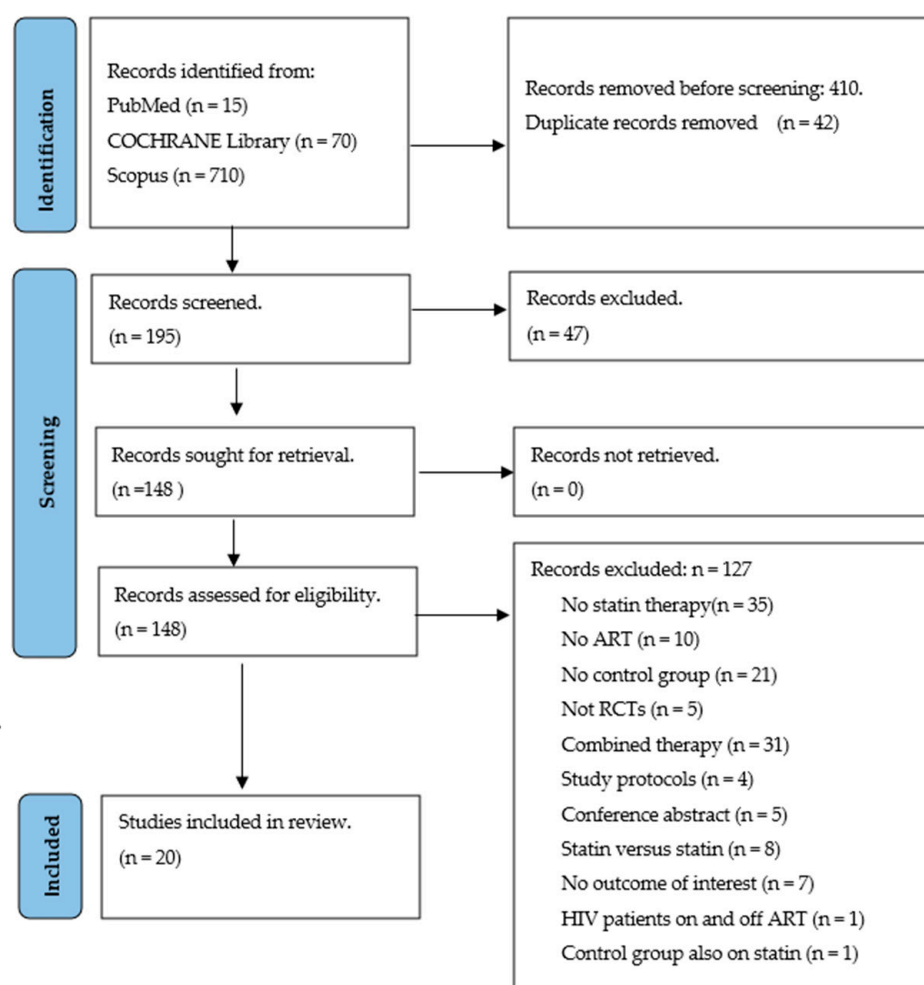 Identification
Records identified from:
PubMed (n = 15)
COCHRANE Library (n = 70)
Scopus (n = 710)
Records removed before screening: 410.
Duplicate records removed (n = 42)
Screening
Records screened.
(n = 195)
Records excluded.
(n = 47)
Records sought for retrieval.
(n =148 )
Records not retrieved.
(n = 0)
Records assessed for eligibility.
(n = 148)
Records excluded: n = 127
No statin therapy(n = 35)
No ART (n = 10)
No control group (n = 21)
Not RCTs (n = 5)
Combined therapy (n = 31)
Study protocols (n = 4)
Conference abstract (n = 5)
Statin versus statin (n = 8)
No outcome of interest (n = 7)
HIV patients on and off ART (n = 1)
Control group also on statin (n = 1)
Included
Studies included in review.
(n = 20)